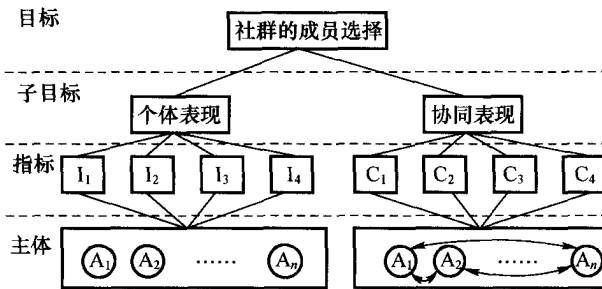 目标
社群的成员选择
子目标
个体表现 协同表现
指标
I1 I2 I3 I4 C1 C2 C3 C4
主体
A1 A2 …… An A1 A2 …… An